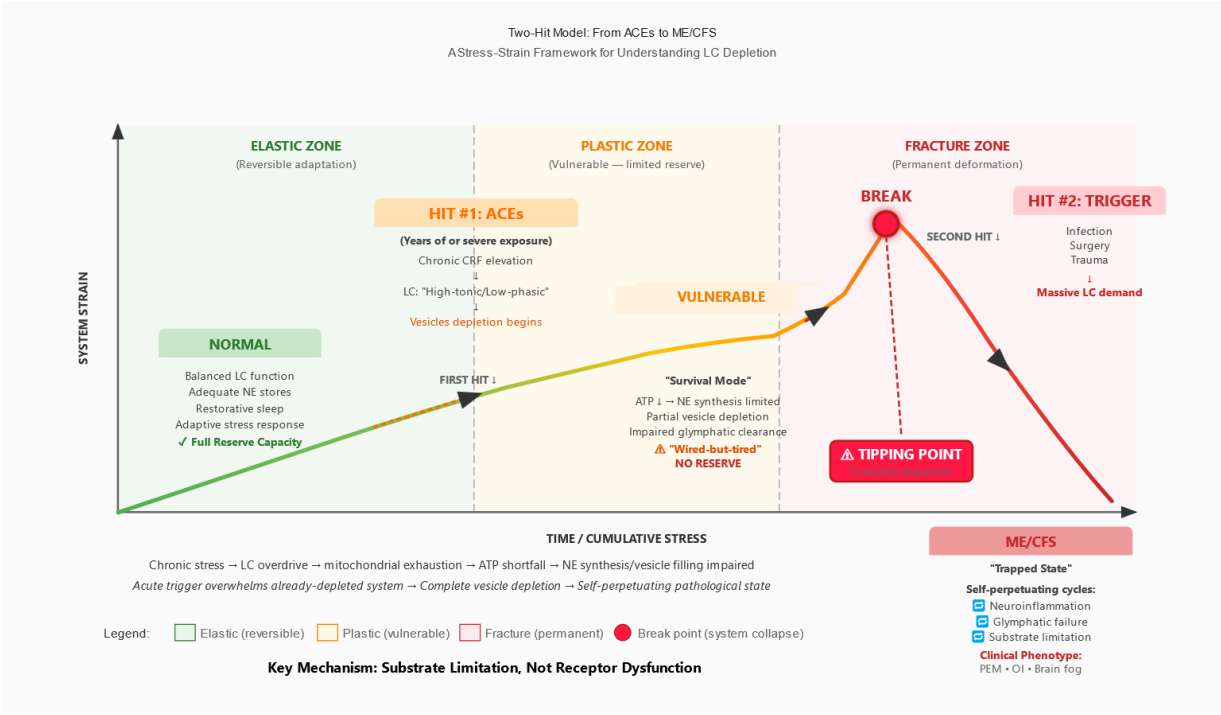 Two-Hit Model: From ACEs to ME/CFS
A Stress-Strain Framework for Understanding LC Depletion
ELASTIC ZONE
(Reversible adaptation)
PLASTIC ZONE
(Vulnerable — limited reserve)
FRACTURE ZONE
(Permanent deformation)
HIT #1: ACEs
(Years of or severe exposure)
Chronic CRF elevation
↓
LC: "High-tonic/Low-phasic"
↓
Vesicles depletion begins
BREAK
SECOND HIT ↓
HIT #2: TRIGGER
Infection
Surgery
Trauma
↓
Massive LC demand
SYSTEM STRAIN
NORMAL
Balanced LC function
Adequate NE stores
Restorative sleep
Adaptive stress response
✓ Full Reserve Capacity
FIRST HIT ↓
VULNERABLE
"Survival Mode"
ATP ↓ → NE synthesis limited
Partial vesicle depletion
Impaired glymphatic clearance
⚠ "Wired-but-tired"
NO RESERVE
⚠ TIPPING POINT
Complete depletion
TIME / CUMULATIVE STRESS
Chronic stress → LC overdrive → mitochondrial exhaustion → ATP shortfall → NE synthesis/vesicle filling impaired
Acute trigger overwhelms already-depleted system → Complete vesicle depletion → Self-perpetuating pathological state
ME/CFS
"Trapped State"
Self-perpetuating cycles:
🔁 Neuroinflammation
🔁 Glymphatic failure
🔁 Substrate limitation
Clinical Phenotype:
PEM • OI • Brain fog
Legend:
Elastic (reversible)
Plastic (vulnerable)
Fracture (permanent)
Break point (system collapse)
Key Mechanism: Substrate Limitation, Not Receptor Dysfunction